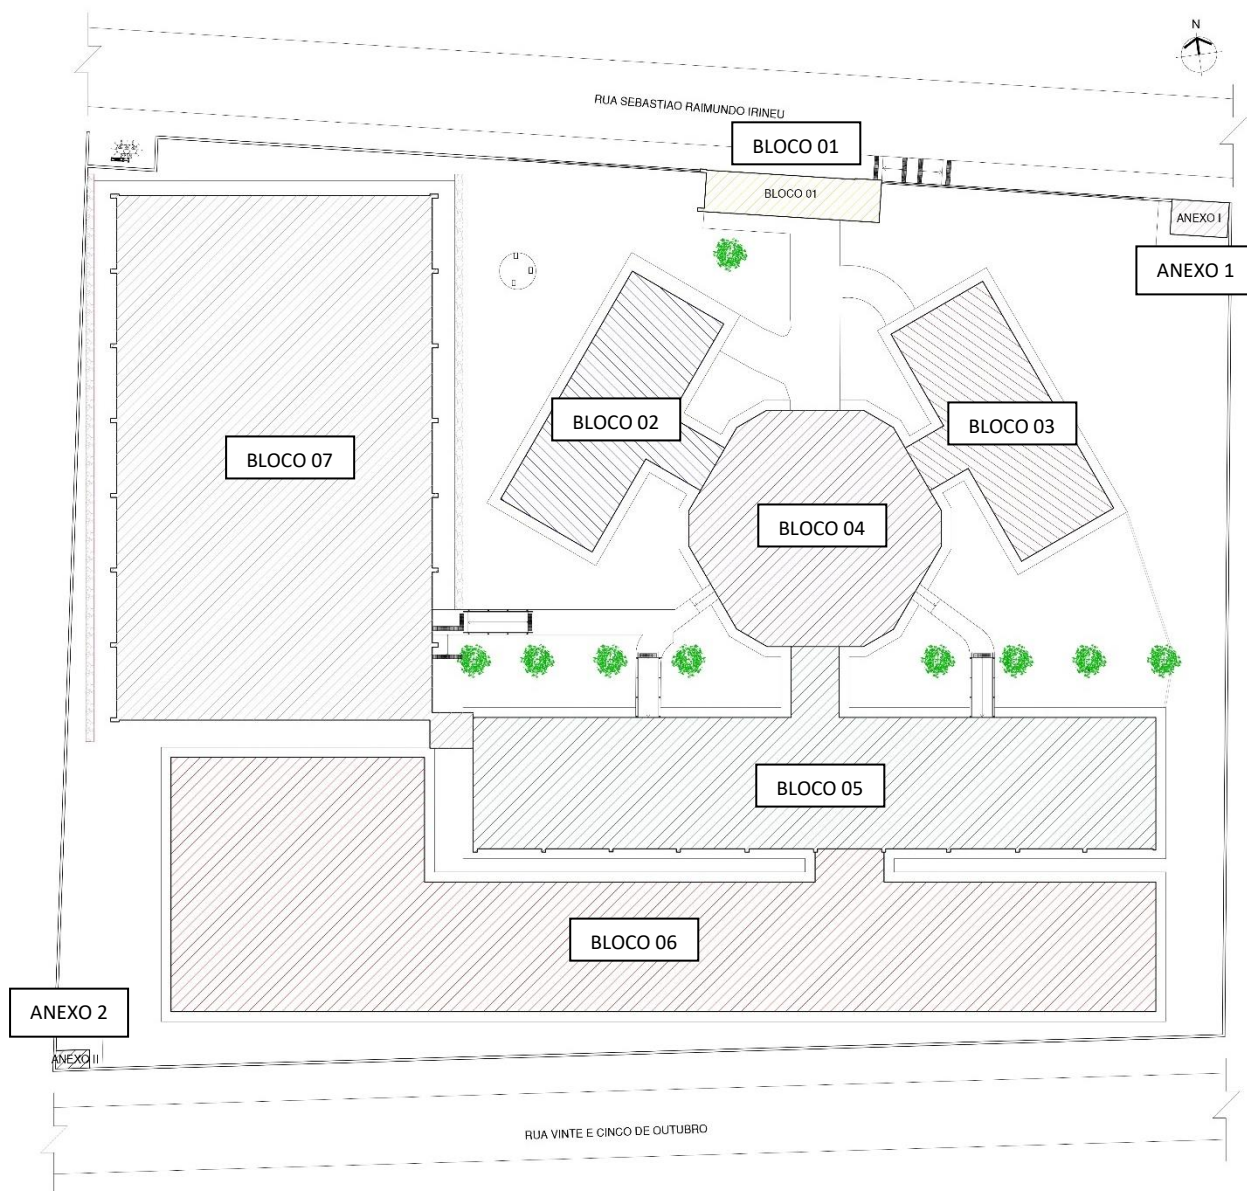 N
RUA SEBASTIAO RAIMUNDO IRINEU
BLOCO 01
BLOCO 01
ANEXO I
ANEXO 1
BLOCO 02
BLOCO 03
BLOCO 07
BLOCO 04
BLOCO 05
BLOCO 06
ANEXO 2
ANEXO II
RUA VINTE E CINCO DE OUTUBRO